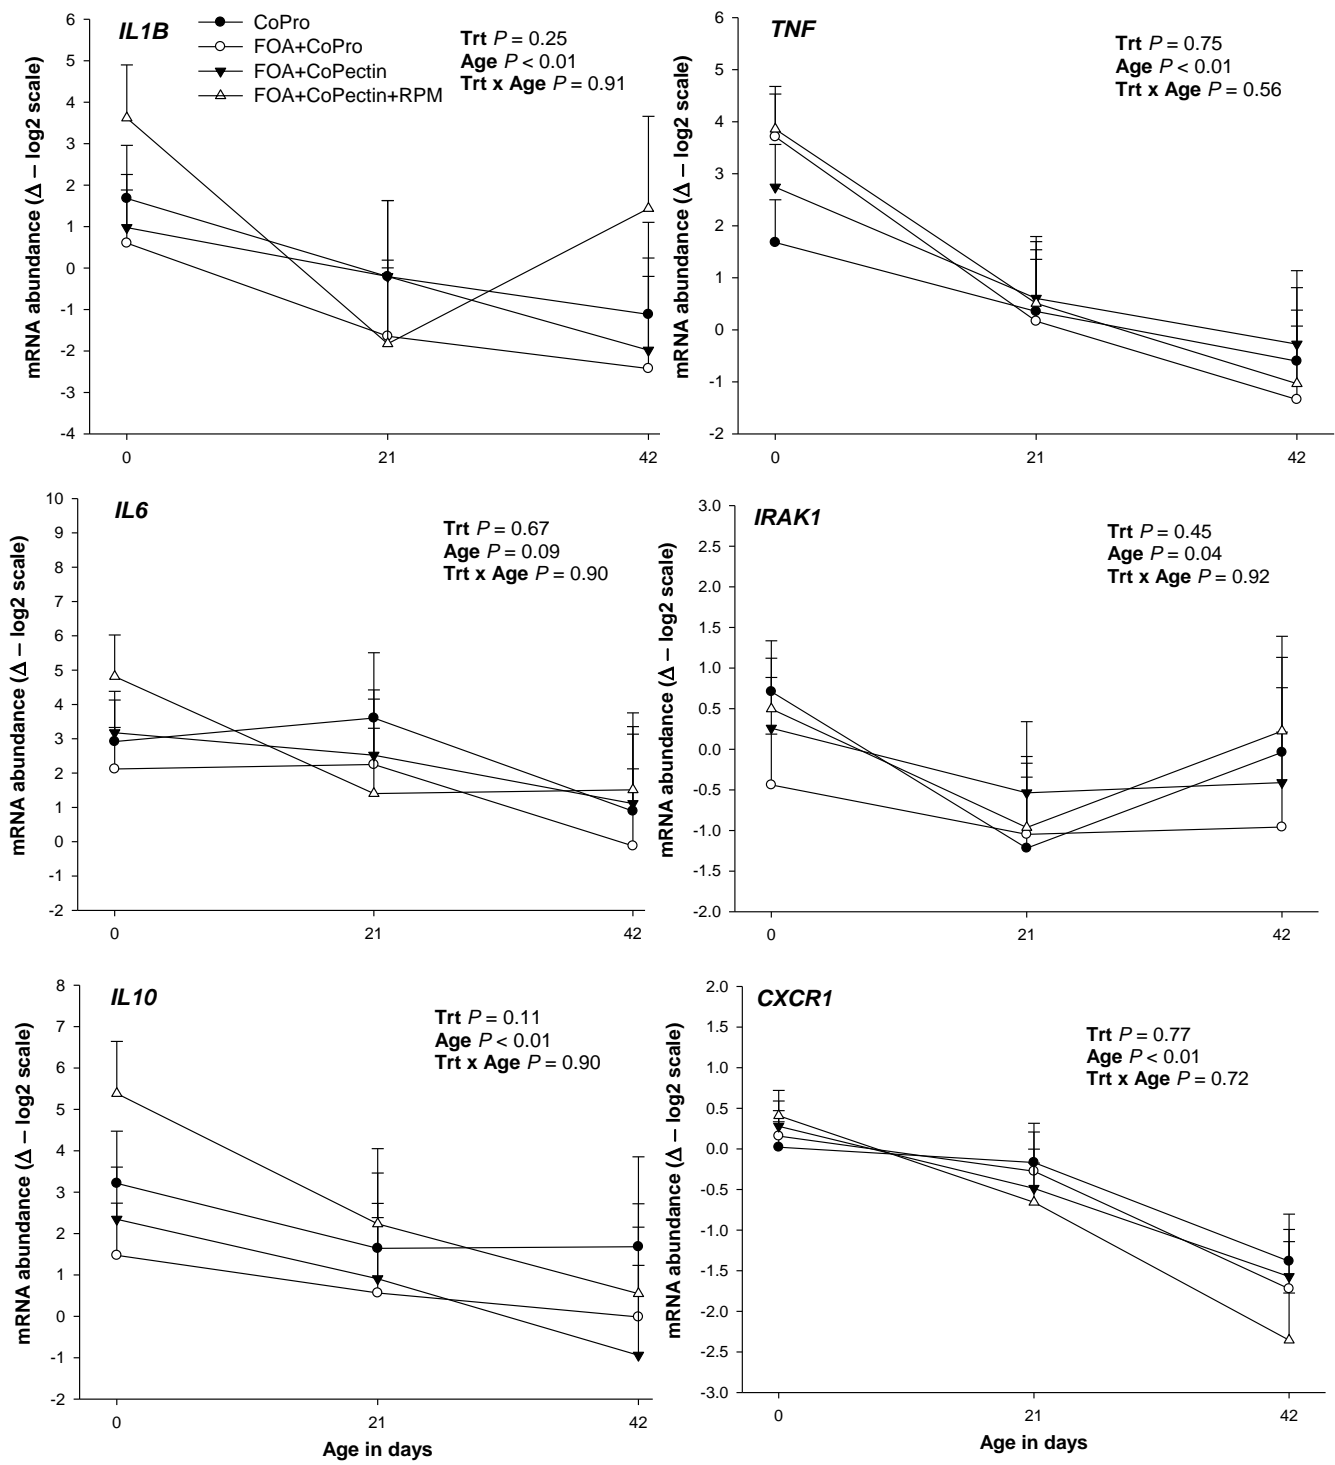 IL1B
CoPro
FOA+CoPro
FOA+CoPectin
FOA+CoPectin+RPM
Trt P = 0.25
Age P < 0.01
Trt x Age P = 0.91
mRNA abundance (Δ – log2 scale)
6
5
4
3
2
1
0
-1
-2
-3
-4
0
21
42
TNF
Trt P = 0.75
Age P < 0.01
Trt x Age P = 0.56
mRNA abundance (Δ – log2 scale)
6
5
4
3
2
1
0
-1
-2
0
21
42
IL6
Trt P = 0.67
Age P = 0.09
Trt x Age P = 0.90
mRNA abundance (Δ – log2 scale)
10
9
8
7
6
5
4
3
2
1
0
-1
-2
0
21
42
IRAK1
Trt P = 0.45
Age P = 0.04
Trt x Age P = 0.92
mRNA abundance (Δ – log2 scale)
3.0
2.5
2.0
1.5
1.0
0.5
0.0
-0.5
-1.0
-1.5
-2.0
0
21
42
IL10
Trt P = 0.11
Age P < 0.01
Trt x Age P = 0.90
mRNA abundance (Δ – log2 scale)
8
7
6
5
4
3
2
1
0
-1
-2
0
21
42
Age in days
CXCR1
Trt P = 0.77
Age P < 0.01
Trt x Age P = 0.72
mRNA abundance (Δ – log2 scale)
2.0
1.5
1.0
0.5
0.0
-0.5
-1.0
-1.5
-2.0
-2.5
-3.0
0
21
42
Age in days